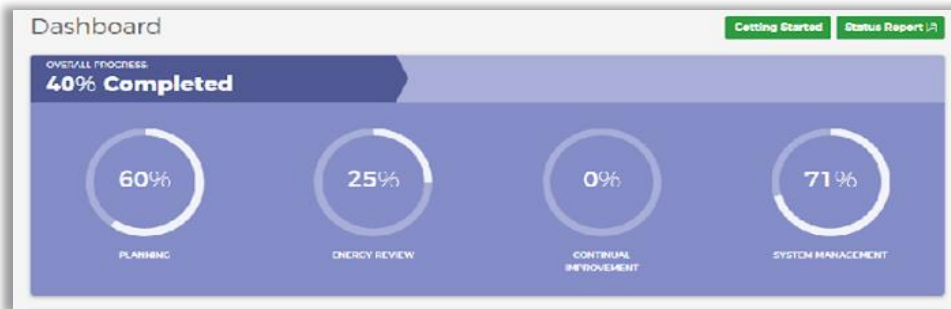 Dashboard
Getting Started
Status Report
OVERALL PROGRESS:
40% Completed
60%
25%
0%
71%
PLANNING
ENERGY REVIEW
CONTINUAL
IMPROVEMENT
SYSTEM MANAGEMENT